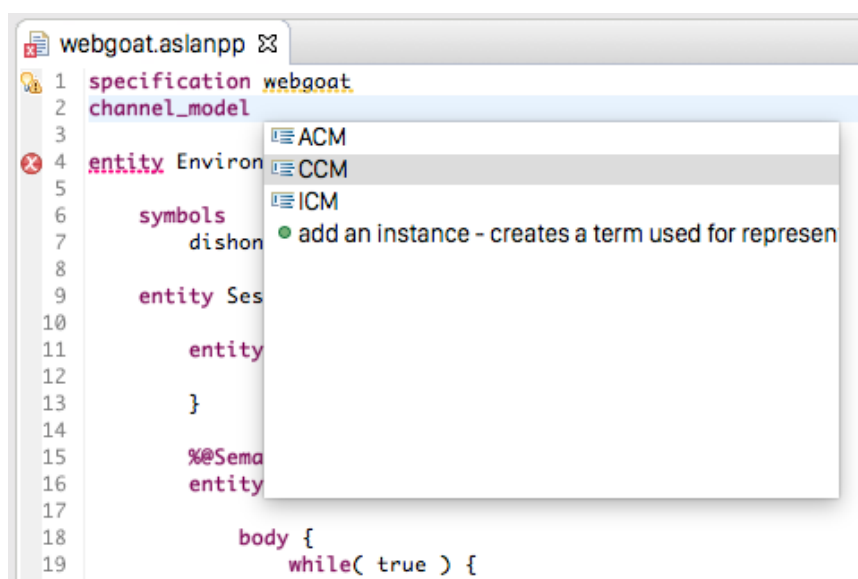 webgoat.aslanpp
1 specification webgoat
2 channel_model
ACM
3
4 entity Environ
CCM
5
ICM
6 symbols
7 dishon
add an instance - creates a term used for represen
8
9 entity Ses
10
11 entity
12
13 }
14
15 %@Sema
16 entity
17
18 body {
19 while( true ) {